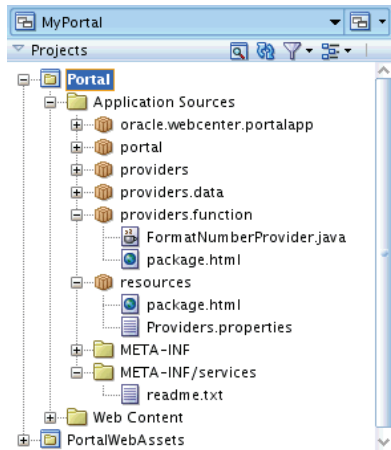 MyPortal
Projects
Portal
Application Sources
oracle.webcenter.portalapp
portal
providers
providers.data
providers.function
FormatNumberProvider.java
package.html
resources
package.html
Providers.properties
META-INF
META-INF/services
readme.txt
Web Content
PortalWebAssets